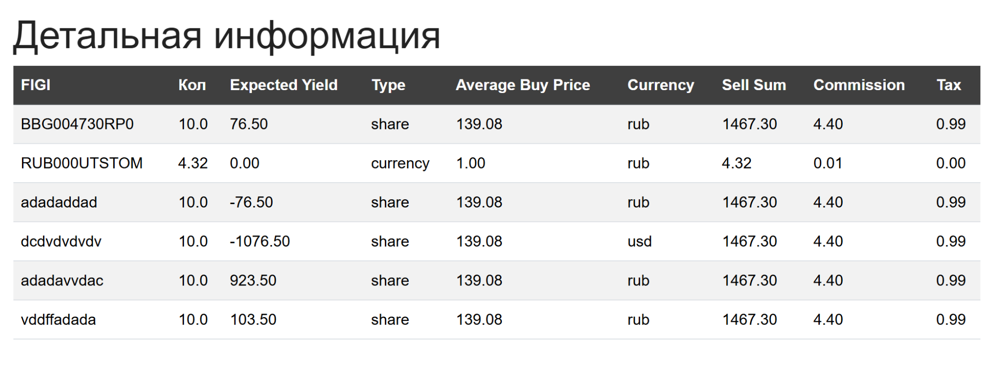 Детальная информация
FIGI Кол Expected Yield Type Average Buy Price Currency Sell Sum Commission Tax
BBG004730RP0 10.0 76.50 share 139.08 rub 1467.30 4.40 0.99
RUB000UTSTOM 4.32 0.00 currency 1.00 rub 4.32 0.01 0.00
adadaddad 10.0 -76.50 share 139.08 rub 1467.30 4.40 0.99
dcdvdvdvdv 10.0 -1076.50 share 139.08 usd 1467.30 4.40 0.99
adadavvdac 10.0 923.50 share 139.08 rub 1467.30 4.40 0.99
vddffadada 10.0 103.50 share 139.08 rub 1467.30 4.40 0.99